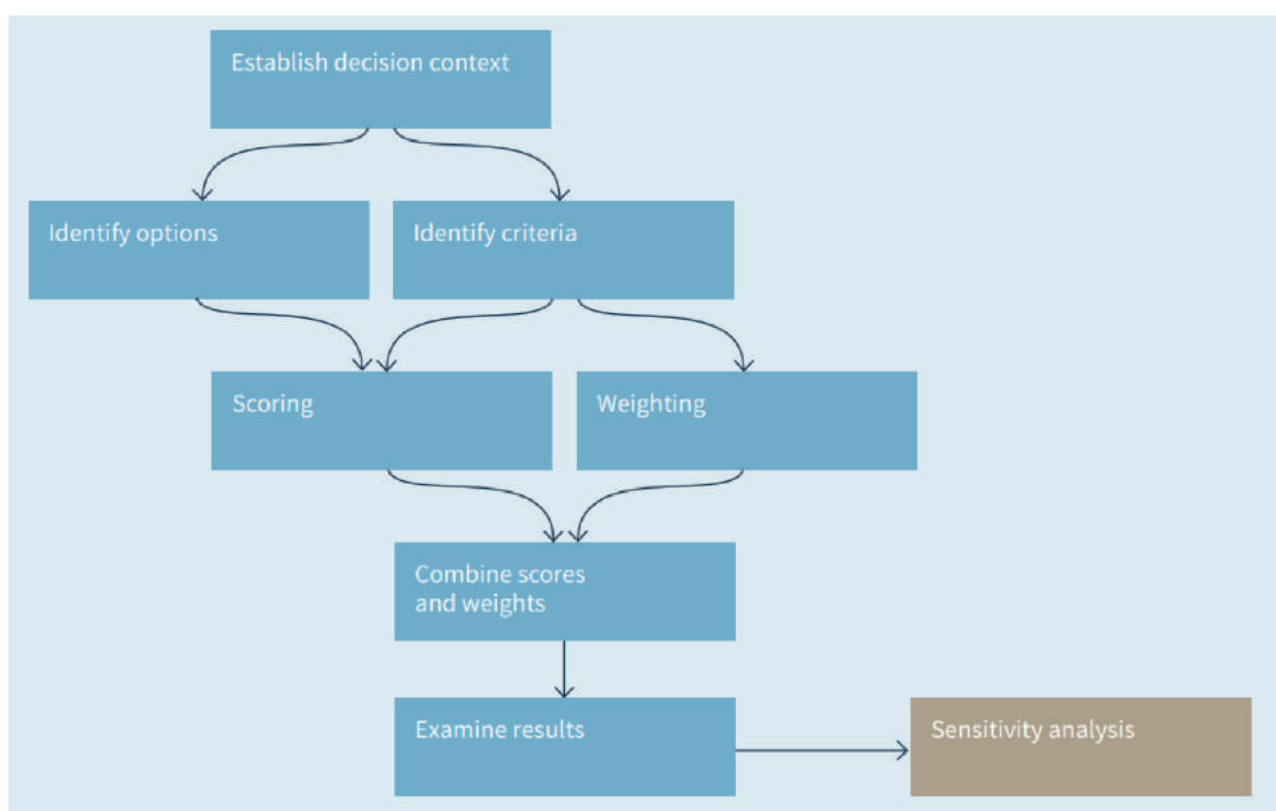 Establish decision context
Identify options
Identify criteria
Scoring
Weighting
Combine scores
and weights
Examine results
Sensitivity analysis